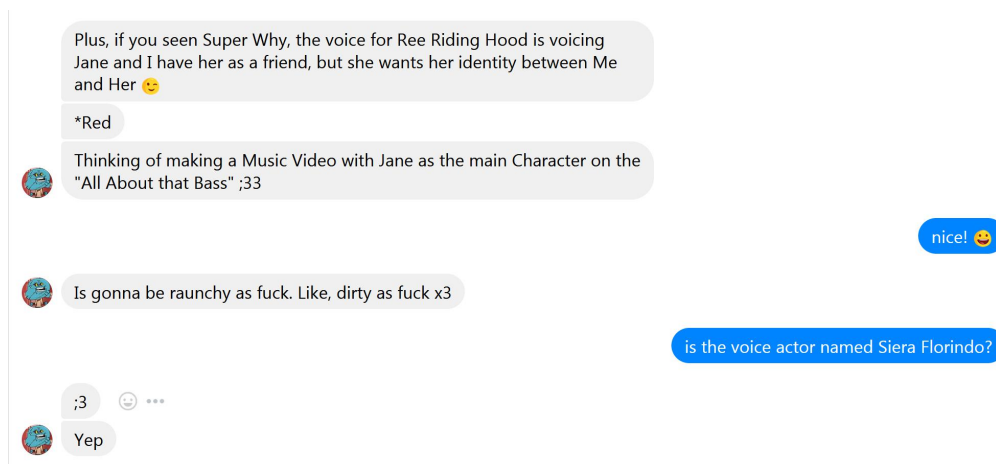 Plus, if you seen Super Why, the voice for Ree Riding Hood is voicing
Jane and I have her as a friend, but she wants her identity between Me
and Her 😉
*Red
Thinking of making a Music Video with Jane as the main Character on the
"All About that Bass" ;33
nice! 😀
Is gonna be raunchy as fuck. Like, dirty as fuck x3
is the voice actor named Siera Florindo?
;3
Yep